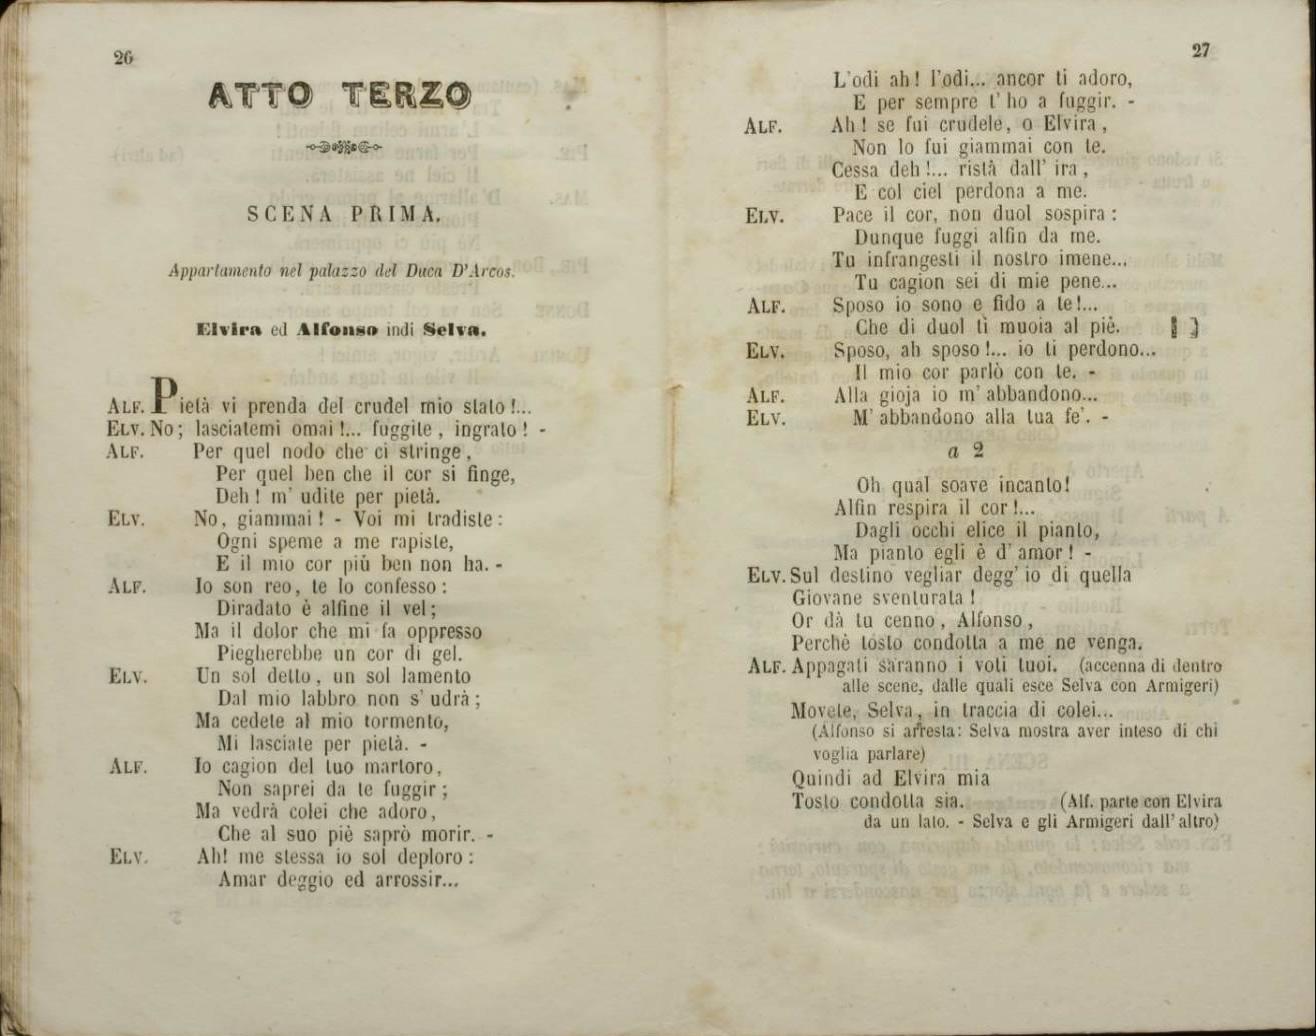 26
ATTO TERZO
SCENA PRIMA.
Appartamento nel palazzo del Duca D'Arcos.
Elvira ed Alfonso indi Selva.
ALF. Pietà vi prenda del crudel mio stato!...
ELV. No; lasciatemi omai!... fuggite, ingrato! -
ALF. Per quel nodo che ci stringe,
Per quel ben che il cor si finge,
Deh! m' udite per pietà.
ELV. No, giammai! - Voi mi tradiste:
Ogni speme a me rapiste,
E il mio cor più ben non ha. -
ALF. Io son reo, te lo confesso:
Diradato è alfine il vel;
Ma il dolor che mi fa oppresso
Piegherebbe un cor di gel.
ELV. Un sol detto, un sol lamento
Dal mio labbro non s' udrà;
Ma cedete al mio tormento,
Mi lasciate per pietà. -
ALF. Io cagion del tuo martoro,
Non saprei da te fuggir;
Ma vedrà colei che adoro,
Che al suo piè saprò morir. -
ELV. Ah! me stessa io sol deploro:
Amar deggio ed arrossir...
27
L'odi ah! l'odi... ancor ti adoro,
E per sempre t' ho a fuggir. -
ALF. Ah! se fui crudele, o Elvira,
Non lo fui giammai con te.
Cessa deh!... ristà dall' ira,
E col ciel perdona a me.
ELV. Pace il cor, non duol sospira:
Dunque fuggi alfin da me.
Tu infrangesti il nostro imene...
Tu cagion sei di mie pene...
ALF. Sposo io sono e fido a te!...
Che di duol ti muoia al piè.
ELV. Sposo, ah sposo!... io ti perdono...
Il mio cor parlò con te. -
ALF. Alla gioja io m' abbandono...
ELV. M' abbandono alla tua fe'. -
a 2
Oh qual soave incanto!
Alfin respira il cor!...
Dagli occhi elice il pianto,
Ma pianto egli è d' amor! -
ELV. Sul destino vegliar degg' io di quella
Giovane sventurata!
Or dà tu cenno, Alfonso,
Perchè tosto condotta a me ne venga.
ALF. Appagati saranno i voti tuoi. (accenna di dentro
alle scene, dalle quali esce Selva con Armigeri)
Movete, Selva, in traccia di colei...
(Alfonso si arresta: Selva mostra aver inteso di chi
voglia parlare)
Quindi ad Elvira mia
Tosto condotta sia. (Alf. parte con Elvira
da un lato. - Selva e gli Armigeri dall' altro)